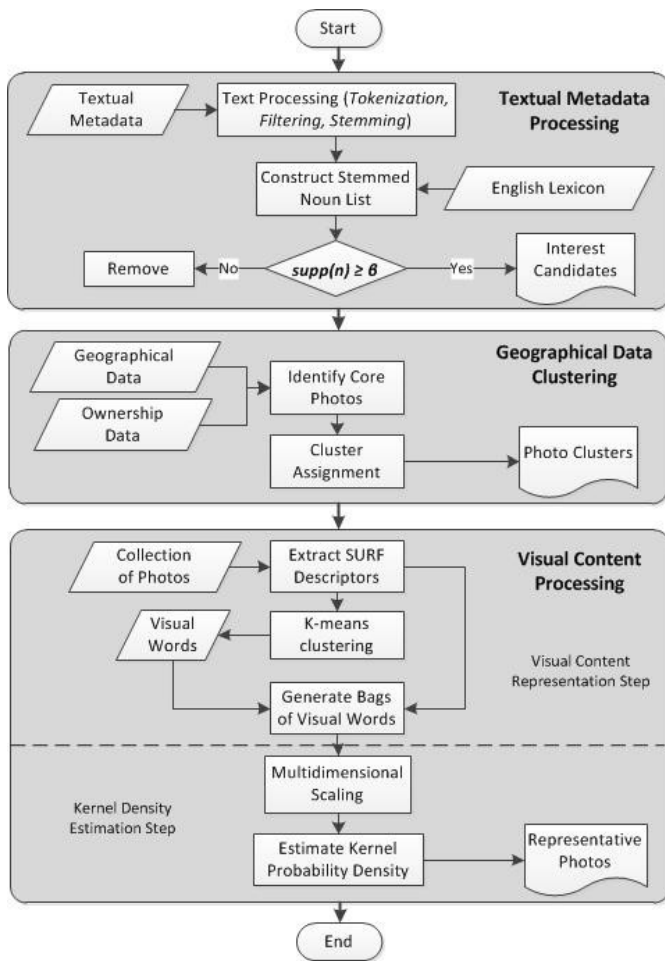 Start
Textual
Metadata
Text Processing (Tokenization,
Filtering, Stemming)
Textual Metadata
Processing
Construct Stemmed
Noun List
English Lexicon
Remove
No
supp(n) ≥ β
Yes
Interest
Candidates
Geographical
Data
Ownership
Data
Identify Core
Photos
Cluster
Assignment
Geographical Data
Clustering
Photo Clusters
Collection
of Photos
Extract SURF
Descriptors
Visual Content
Processing
Visual
Words
K-means
clustering
Visual Content
Representation Step
Generate Bags
of Visual Words
Kernel Density
Estimation Step
Multidimensional
Scaling
Estimate Kernel
Probability Density
Representative
Photos
End